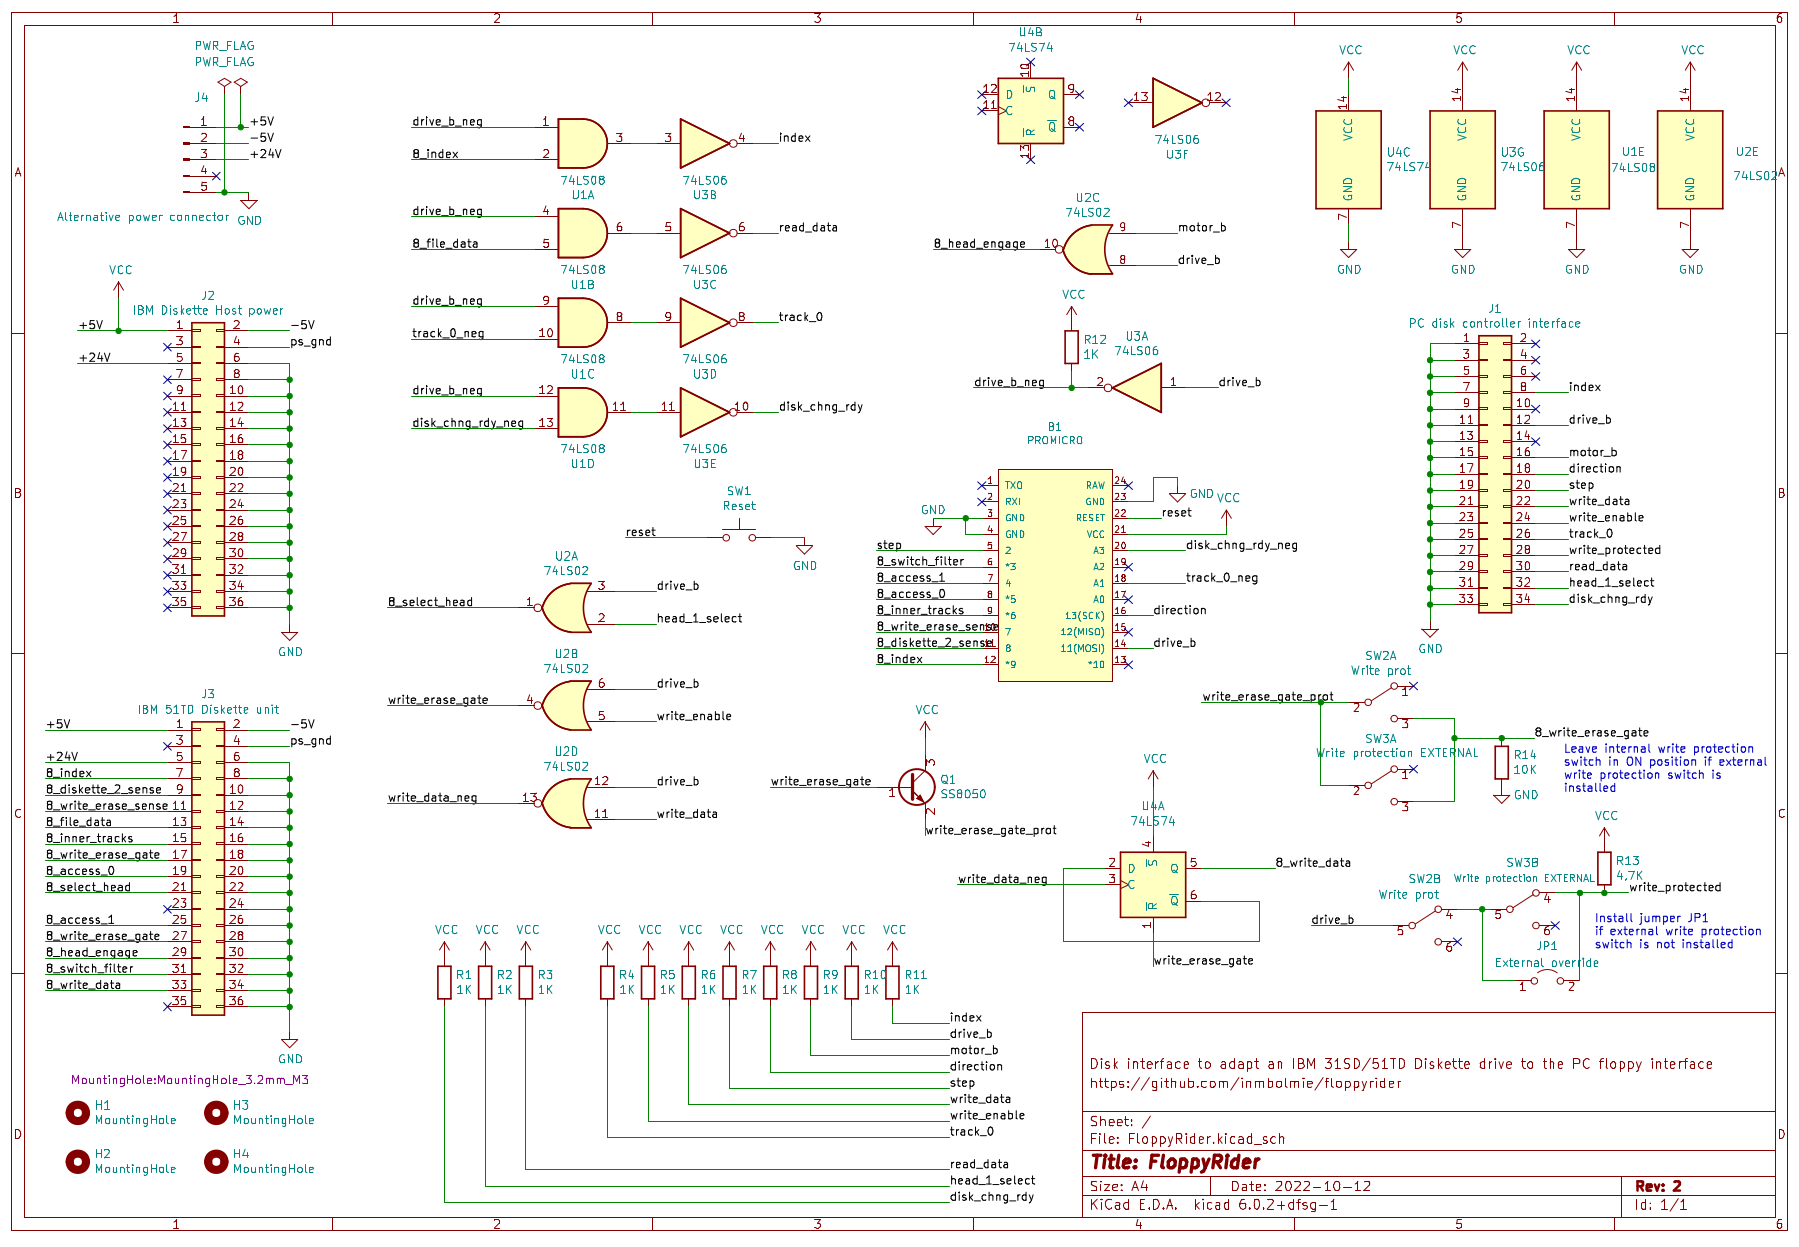 1 2 3 4 5 6
A B C D
PWR_FLAG
PWR_FLAG
J4
1 +5V
2 -5V
3 +24V
4
5
GND
Alternative power connector
VCC
J2
IBM Diskette Host power
+5V 1 2 -5V
3 4 ps_gnd
+24V 5 6
7 8
9 10
11 12
13 14
15 16
17 18
19 20
21 22
23 24
25 26
27 28
29 30
31 32
33 34
35 36
GND
J3
IBM 51TD Diskette unit
+5V 1 2 -5V
3 4 ps_gnd
+24V 5 6
8_index 7 8
8_diskette_2_sense 9 10
8_write_erase_sense 11 12
8_file_data 13 14
8_inner_tracks 15 16
8_write_erase_gate 17 18
8_access_0 19 20
8_select_head 21 22
23 24
8_access_1 25 26
8_write_erase_gate 27 28
8_head_engage 29 30
8_switch_filter 31 32
8_write_data 33 34
35 36
GND
MountingHole:MountingHole_3.2mm_M3
H1
MountingHole
H3
MountingHole
H2
MountingHole
H4
MountingHole
drive_b_neg 1
8_index 2
3 3 4 index
74LS08
U1A
74LS06
U3B
drive_b_neg 4
8_file_data 5
6 5 6 read_data
74LS08
U1B
74LS06
U3C
drive_b_neg 9
track_0_neg 10
8 9 8 track_0
74LS08
U1C
74LS06
U3D
drive_b_neg 12
disk_chng_rdy_neg 13
11 11 10 disk_chng_rdy
74LS08
U1D
74LS06
U3E
SW1
Reset
reset
GND
U2A
74LS02
8_select_head 1
3 drive_b
2 head_1_select
U2B
74LS02
write_erase_gate 4
6 drive_b
5 write_enable
U2D
74LS02
write_data_neg 13
12 drive_b
11 write_data
U4B
74LS74
10 S
12 D Q 9
11 C Q 8
R 13
13 12
74LS06
U3F
U2C
74LS02
8_head_engage 10
9 motor_b
8 drive_b
VCC
R12
1K
U3A
74LS06
drive_b_neg 2 1 drive_b
B1
PROMICRO
1 TXO RAW 24
2 RXI GND 23 GND
GND 3 GND RESET 22 reset
4 GND VCC 21 VCC
step 5 2 A3 20 disk_chng_rdy_neg
8_switch_filter 6 *3 A2 19
8_access_1 7 4 A1 18 track_0_neg
8_access_0 8 *5 A0 17
8_inner_tracks 9 *6 13(SCK) 16 direction
8_write_erase_sense 10 7 12(MISO) 15
8_diskette_2_sense 11 8 11(MOSI) 14 drive_b
8_index 12 *9 *10 13
VCC
3
Q1
SS8050
write_erase_gate 1
2
write_erase_gate_prot
VCC
U4A
74LS74
4 S
2 D Q 5 8_write_data
write_data_neg 3 C Q 6
R 1
write_erase_gate
VCC VCC VCC VCC VCC VCC VCC VCC VCC VCC VCC
R1 R2 R3 R4 R5 R6 R7 R8 R9 R10 R11
1K 1K 1K 1K 1K 1K 1K 1K 1K 1K 1K
index
drive_b
motor_b
direction
step
write_data
write_enable
track_0
read_data
head_1_select
disk_chng_rdy
VCC VCC VCC VCC
14 14 14 14
VCC VCC VCC VCC
U4C U3G U1E U2E
74LS74 74LS06 74LS08 74LS02
GND GND GND GND
7 7 7 7
GND GND GND GND
J1
PC disk controller interface
1 2
3 4
5 6
7 8 index
9 10
11 12 drive_b
13 14
15 16 motor_b
17 18 direction
19 20 step
21 22 write_data
23 24 write_enable
25 26 track_0
27 28 write_protected
29 30 read_data
31 32 head_1_select
33 34 disk_chng_rdy
GND
SW2A
Write prot
write_erase_gate_prot 2 1
3
SW3A
Write protection EXTERNAL
2 1
3
8_write_erase_gate
R14
10K
GND
Leave internal write protection
switch in ON position if external
write protection switch is
installed
VCC
R13
4,7K
write_protected
SW3B
Write protection EXTERNAL
5 4
6
SW2B
Write prot
drive_b 5 4
6
JP1
External override
1 2
Install jumper JP1
if external write protection
switch is not installed
Disk interface to adapt an IBM 31SD/51TD Diskette drive to the PC floppy interface
https://github.com/inmbolmie/floppyrider
Sheet: /
File: FloppyRider.kicad_sch
Title: FloppyRider
Size: A4 Date: 2022-10-12 Rev: 2
KiCad E.D.A. kicad 6.0.2+dfsg-1 Id: 1/1
1 2 3 4 5 6
A B C D